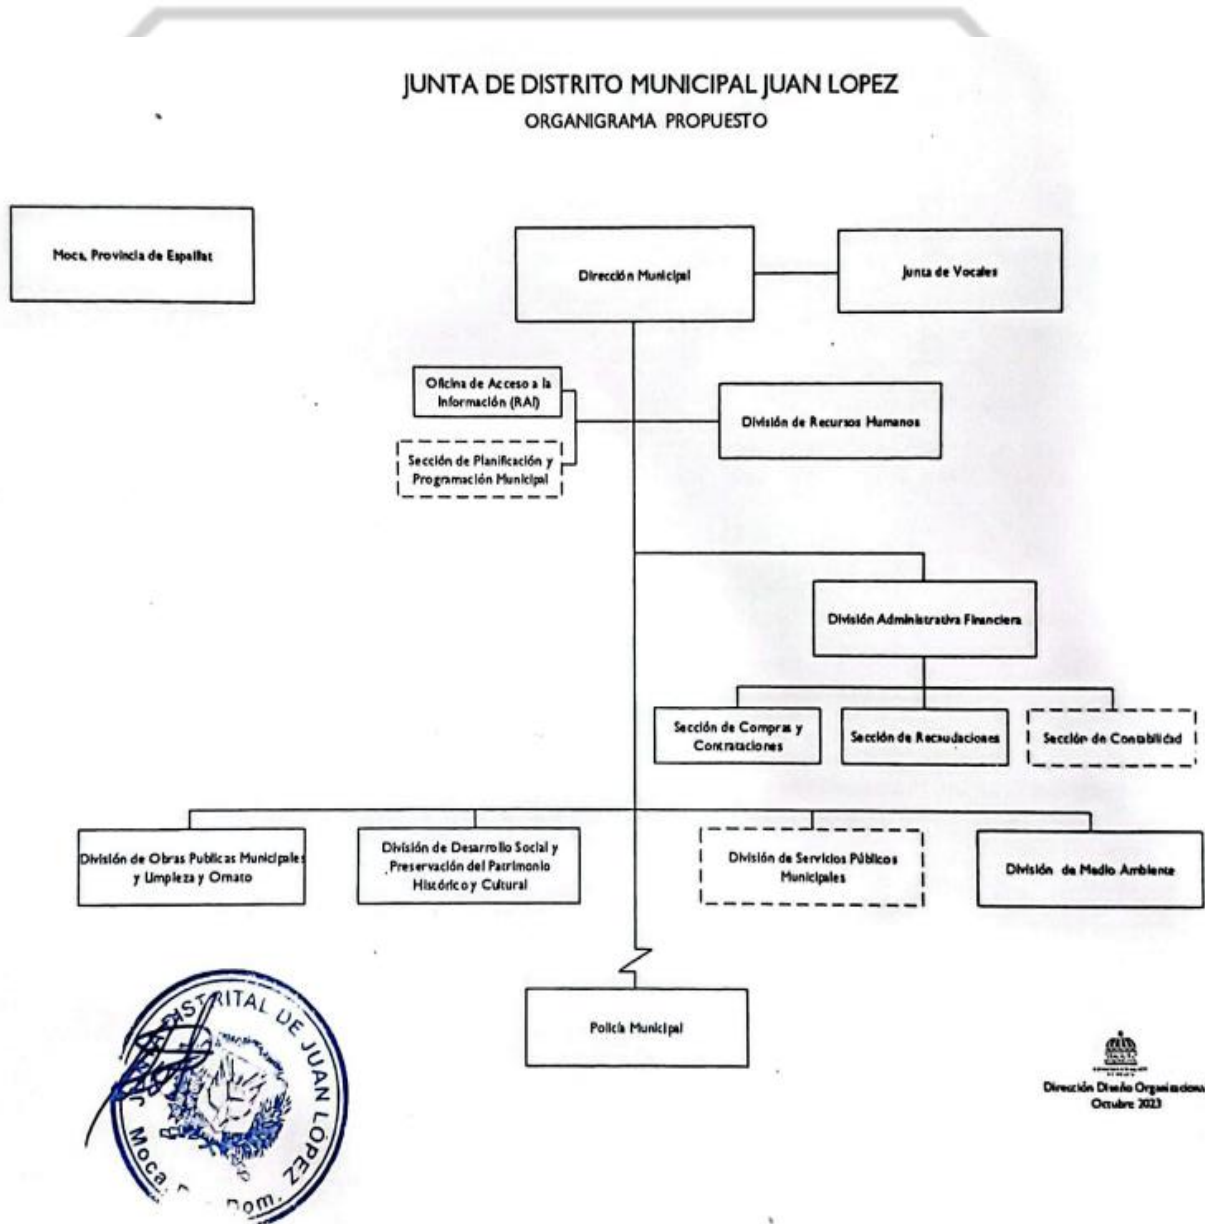 JUNTA DE DISTRITO MUNICIPAL JUAN LOPEZ
ORGANIGRAMA PROPUESTO
Moca, Provincia de Espaillat
Dirección Municipal
Junta de Vocales
Oficina de Acceso a la
Información (RAI)
División de Recursos Humanos
Sección de Planificación y
Programación Municipal
División Administrativa Financiera
Sección de Compras y
Contrataciones
Sección de Recaudaciones
Sección de Contabilidad
División de Obras Publicas Municipales
y Limpieza y Ornato
División de Desarrollo Social y
Preservación del Patrimonio
Histórico y Cultural
División de Servicios Públicos
Municipales
División de Medio Ambiente
Policía Municipal
DISTRITAL DE JUAN LÓPEZ
Moca, Dom.
Dirección Diseño Organizaciona
Octubre 2023